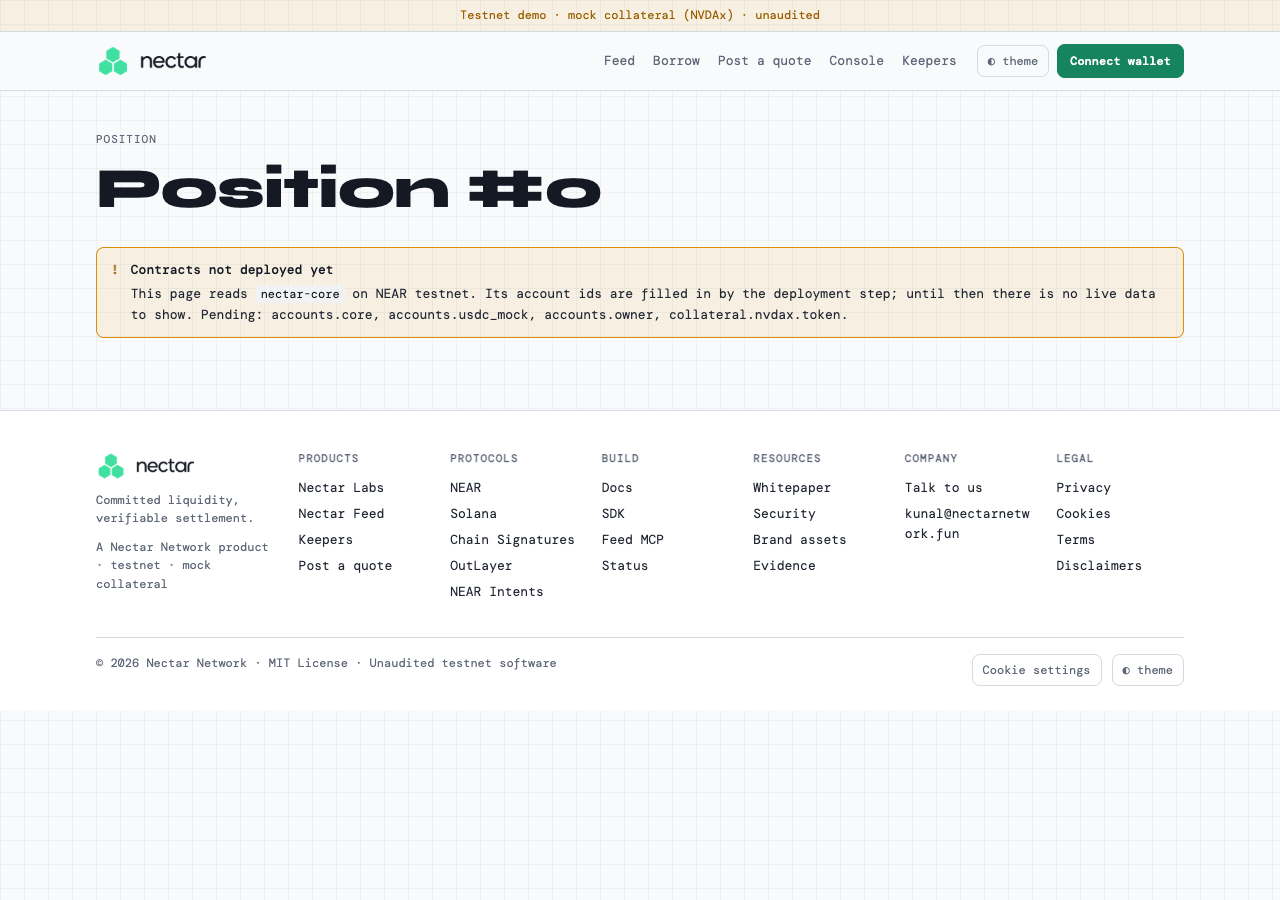 Testnet demo · mock collateral (NVDAx) · unaudited
nectar
Feed
Borrow
Post a quote
Console
Keepers
◐ theme
Connect wallet
POSITION
Position #0
! Contracts not deployed yet
This page reads nectar-core on NEAR testnet. Its account ids are filled in by the deployment step; until then there is no live data
to show. Pending: accounts.core, accounts.usdc_mock, accounts.owner, collateral.nvdax.token.
nectar
Committed liquidity,
verifiable settlement.
A Nectar Network product
· testnet · mock
collateral
PRODUCTS
Nectar Labs
Nectar Feed
Keepers
Post a quote
PROTOCOLS
NEAR
Solana
Chain Signatures
OutLayer
NEAR Intents
BUILD
Docs
SDK
Feed MCP
Status
RESOURCES
Whitepaper
Security
Brand assets
Evidence
COMPANY
Talk to us
kunal@nectarnetw
ork.fun
LEGAL
Privacy
Cookies
Terms
Disclaimers
© 2026 Nectar Network · MIT License · Unaudited testnet software
Cookie settings
◐ theme